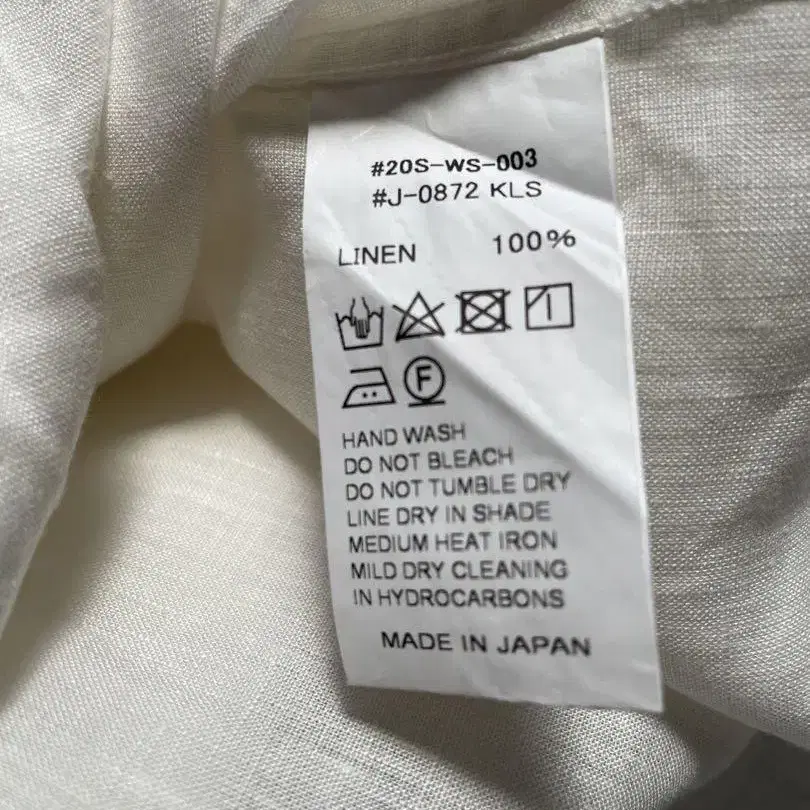 #20S-WS-003
#J-0872 KLS
LINEN 100%
F
HAND WASH
DO NOT BLEACH
DO NOT TUMBLE DRY
LINE DRY IN SHADE
MEDIUM HEAT IRON
MILD DRY CLEANING
IN HYDROCARBONS
MADE IN JAPAN